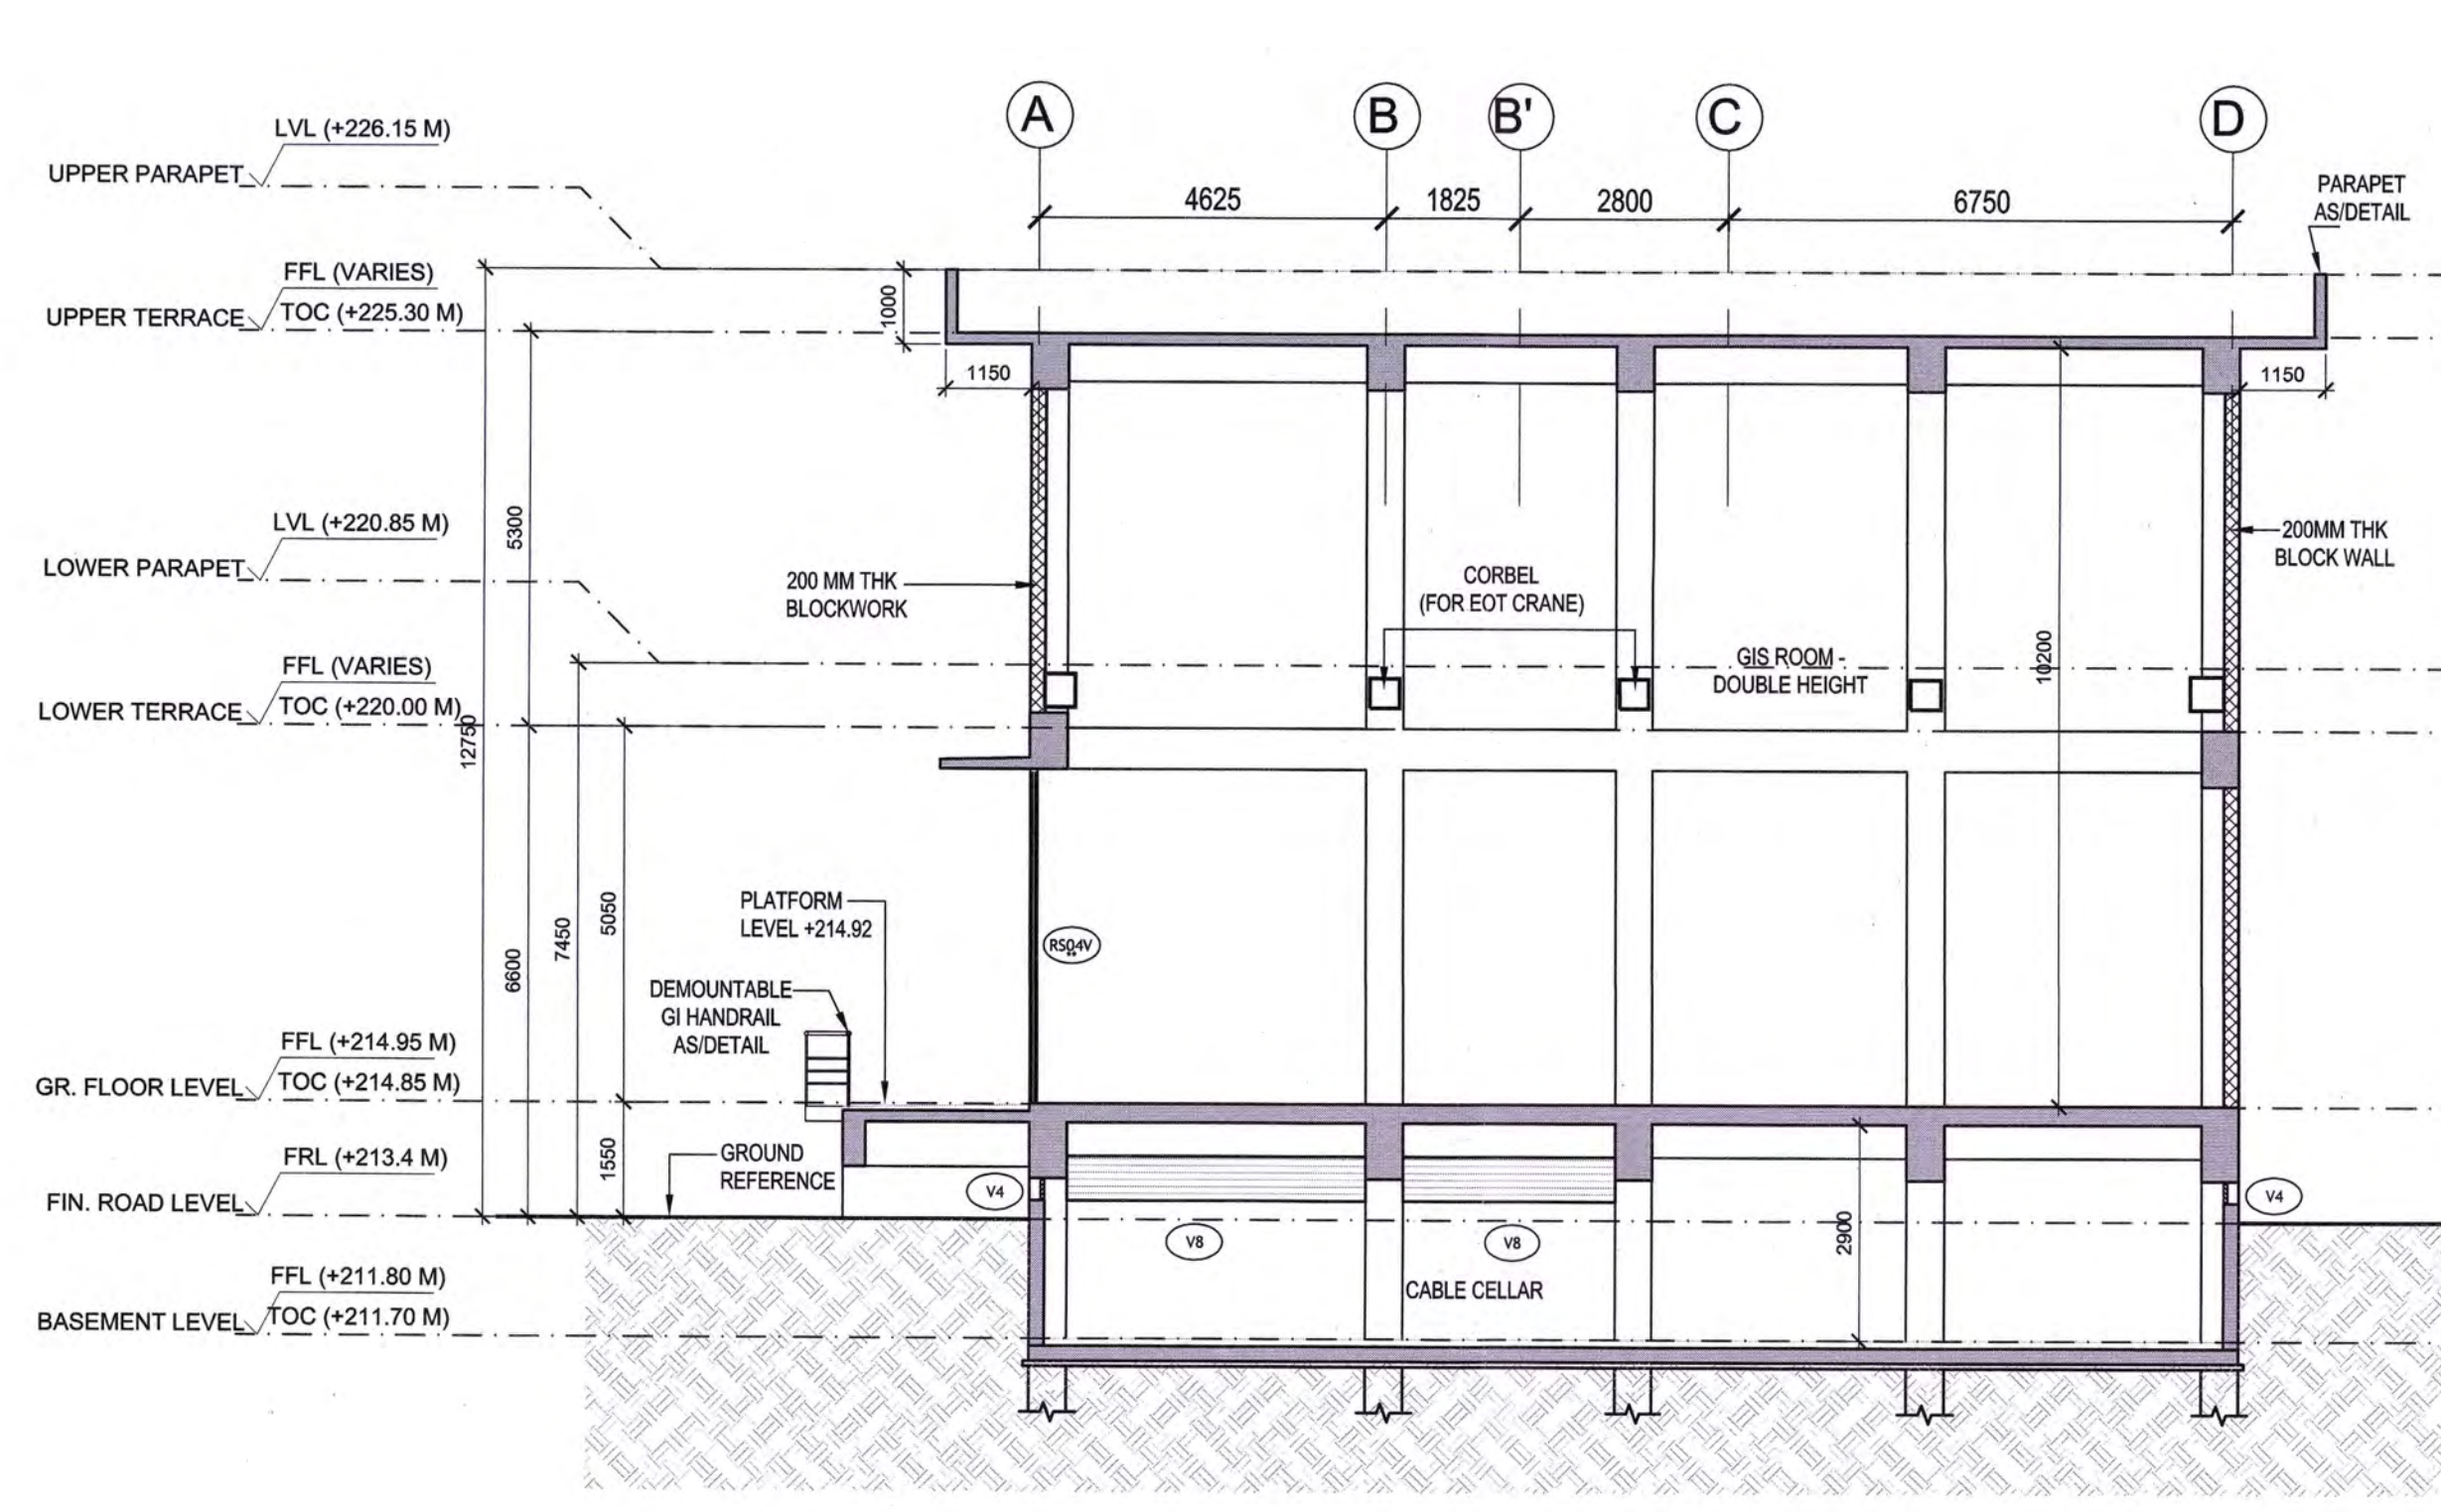 A
B
B'
C
D
4625
1825
2800
6750
LVL (+226.15 M)
UPPER PARAPET
PARAPET
AS/DETAIL
FFL (VARIES)
UPPER TERRACE
TOC (+225.30 M)
1000
1150
1150
LVL (+220.85 M)
LOWER PARAPET
5300
200 MM THK
BLOCKWORK
CORBEL
(FOR EOT CRANE)
200MM THK
BLOCK WALL
FFL (VARIES)
LOWER TERRACE
TOC (+220.00 M)
GIS ROOM -
DOUBLE HEIGHT
10200
12750
PLATFORM
LEVEL +214.92
5050
7450
6600
RS04V
**
DEMOUNTABLE
GI HANDRAIL
AS/DETAIL
FFL (+214.95 M)
GR. FLOOR LEVEL
TOC (+214.85 M)
FRL (+213.4 M)
FIN. ROAD LEVEL
1550
GROUND
REFERENCE
V4
V4
V8
V8
2900
CABLE CELLAR
FFL (+211.80 M)
BASEMENT LEVEL
TOC (+211.70 M)